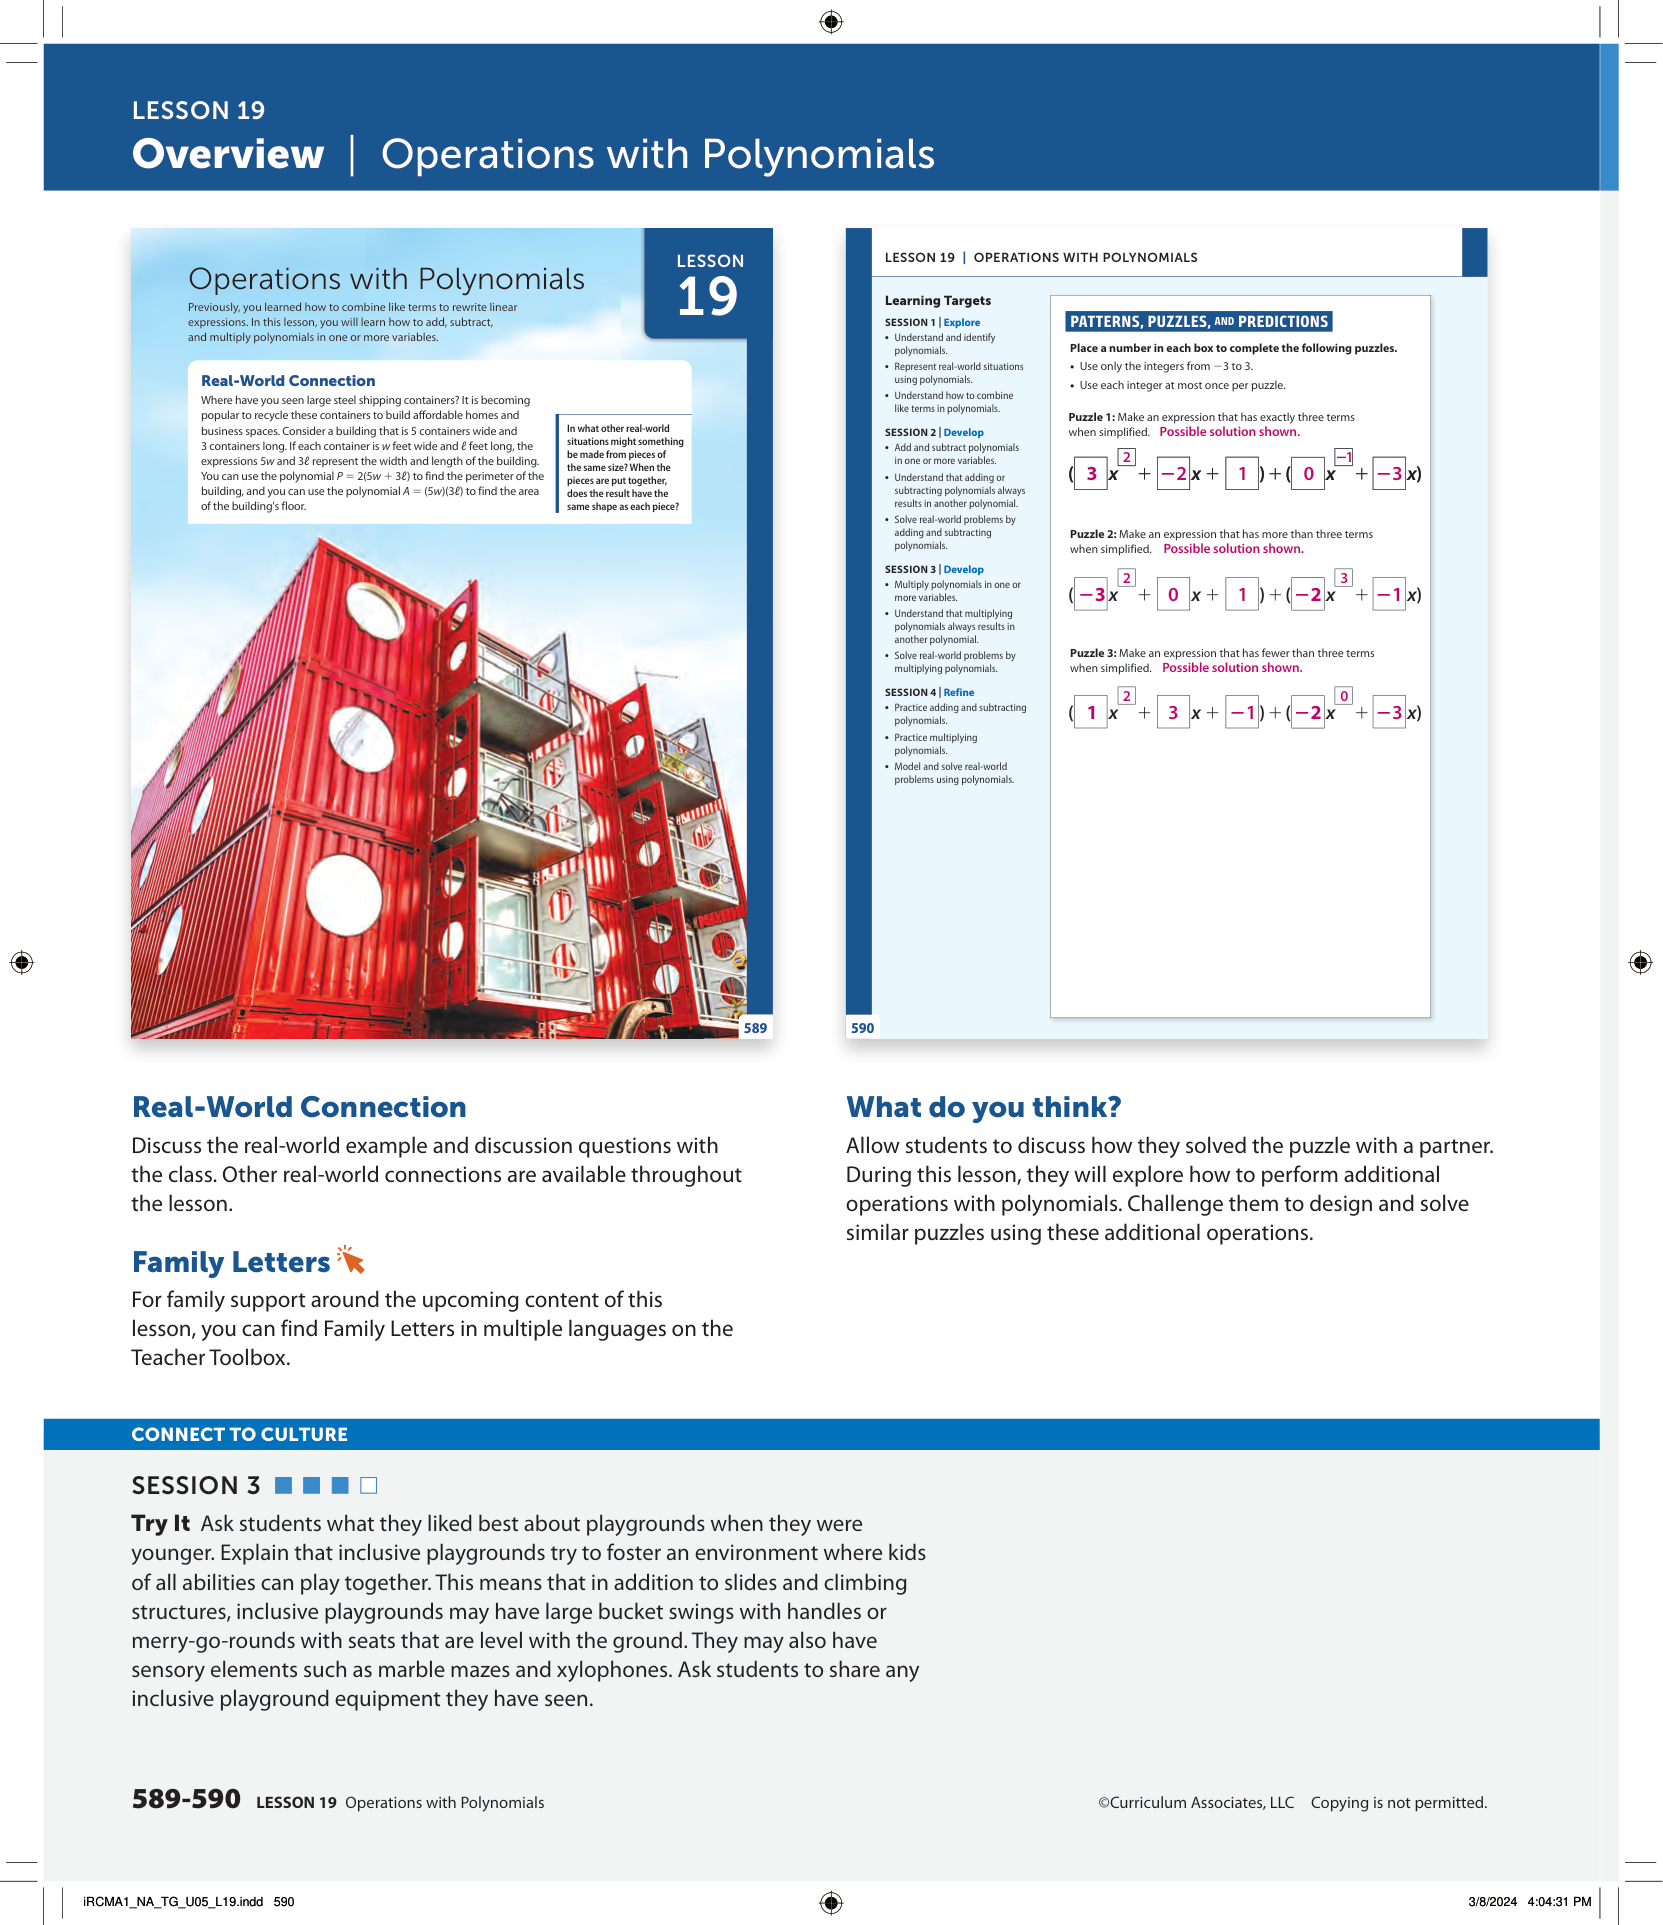 LESSON 19
Overview | Operations with Polynomials
Operations with Polynomials
Previously, you learned how to combine like terms to rewrite linear
expressions. In this lesson, you will learn how to add, subtract,
and multiply polynomials in one or more variables.
LESSON
19
Real-World Connection
Where have you seen large steel shipping containers? It is becoming
popular to recycle these containers to build affordable homes and
business spaces. Consider a building that is 5 containers wide and
3 containers long. If each container is w feet wide and ℓ feet long, the
expressions 5w and 3ℓ represent the width and length of the building.
You can use the polynomial P = 2(5w + 3ℓ) to find the perimeter of the
building, and you can use the polynomial A = (5w)(3ℓ) to find the area
of the building's floor.
In what other real-world
situations might something
be made from pieces of
the same size? When the
pieces are put together,
does the result have the
same shape as each piece?
589
LESSON 19 | OPERATIONS WITH POLYNOMIALS
Learning Targets
SESSION 1 | Explore
• Understand and identify
polynomials.
• Represent real-world situations
using polynomials.
• Understand how to combine
like terms in polynomials.
SESSION 2 | Develop
• Add and subtract polynomials
in one or more variables.
• Understand that adding or
subtracting polynomials always
results in another polynomial.
• Solve real-world problems by
adding and subtracting
polynomials.
SESSION 3 | Develop
• Multiply polynomials in one or
more variables.
• Understand that multiplying
polynomials always results in
another polynomial.
• Solve real-world problems by
multiplying polynomials.
SESSION 4 | Refine
• Practice adding and subtracting
polynomials.
• Practice multiplying
polynomials.
• Model and solve real-world
problems using polynomials.
PATTERNS, PUZZLES, AND PREDICTIONS
Place a number in each box to complete the following puzzles.
• Use only the integers from −3 to 3.
• Use each integer at most once per puzzle.
Puzzle 1: Make an expression that has exactly three terms
when simplified. Possible solution shown.
(3x^2 + −2x + 1) + (0x^−1 + −3x)
Puzzle 2: Make an expression that has more than three terms
when simplified. Possible solution shown.
(−3x^2 + 0x + 1) + (−2x^3 + −1x)
Puzzle 3: Make an expression that has fewer than three terms
when simplified. Possible solution shown.
(1x^2 + 3x + −1) + (−2x^0 + −3x)
590
Real-World Connection
Discuss the real-world example and discussion questions with
the class. Other real-world connections are available throughout
the lesson.
Family Letters
For family support around the upcoming content of this
lesson, you can find Family Letters in multiple languages on the
Teacher Toolbox.
What do you think?
Allow students to discuss how they solved the puzzle with a partner.
During this lesson, they will explore how to perform additional
operations with polynomials. Challenge them to design and solve
similar puzzles using these additional operations.
CONNECT TO CULTURE
SESSION 3
Try It Ask students what they liked best about playgrounds when they were
younger. Explain that inclusive playgrounds try to foster an environment where kids
of all abilities can play together. This means that in addition to slides and climbing
structures, inclusive playgrounds may have large bucket swings with handles or
merry-go-rounds with seats that are level with the ground. They may also have
sensory elements such as marble mazes and xylophones. Ask students to share any
inclusive playground equipment they have seen.
589-590 LESSON 19 Operations with Polynomials
©Curriculum Associates, LLC Copying is not permitted.
iRCMA1_NA_TG_U05_L19.indd 590
3/8/2024 4:04:31 PM